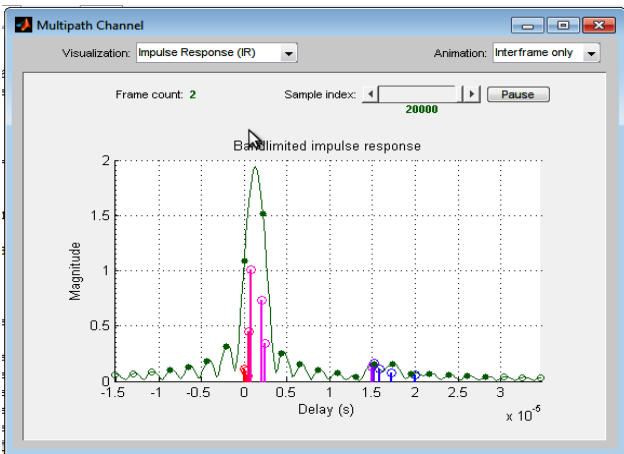 Multipath Channel
Visualization: Impulse Response (IR) Animation: Interframe only
Frame count: 2 Sample index: Pause
20000
Bandlimited impulse response
Magnitude
2
1.5
1
0.5
0
-1.5 -1 -0.5 0 0.5 1 1.5 2 2.5 3
Delay (s)
x 10^-5